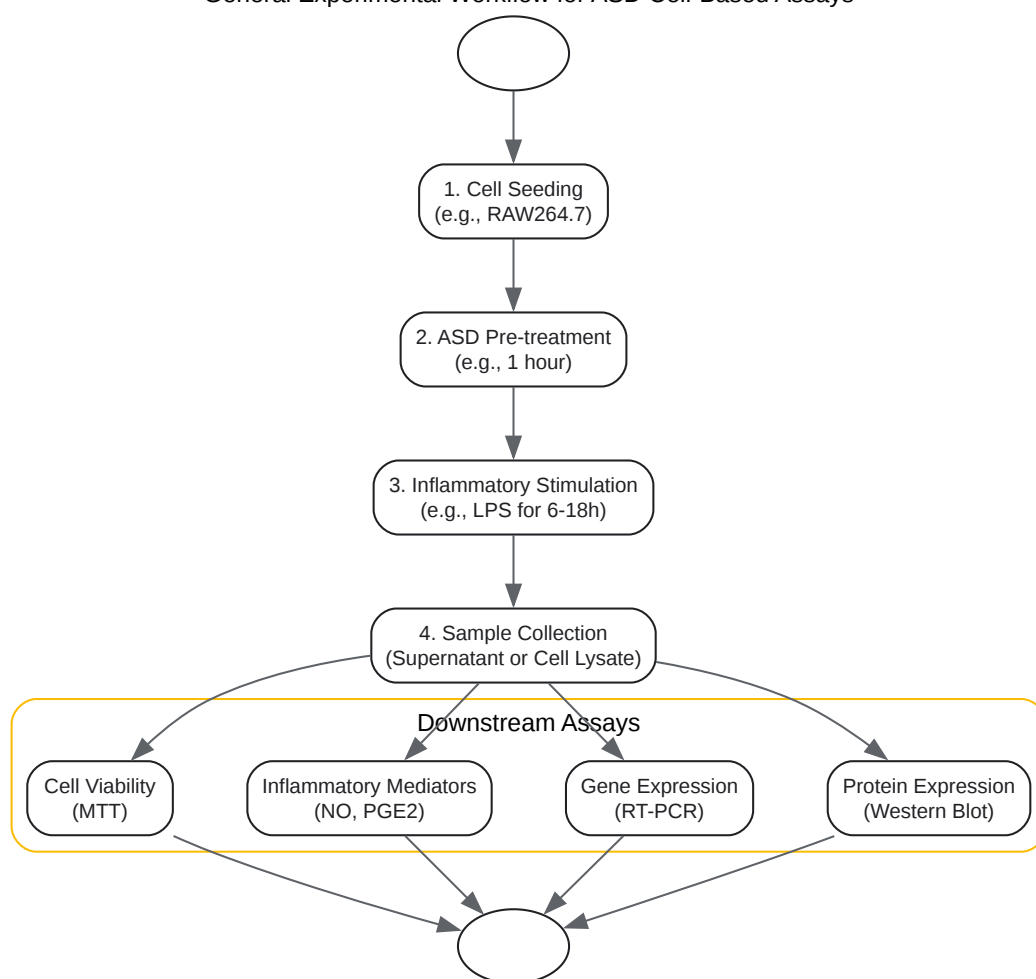 General Experimental Workflow for ASD Cell-Based Assays
1. Cell Seeding
(e.g., RAW264.7)
2. ASD Pre-treatment
(e.g., 1 hour)
3. Inflammatory Stimulation
(e.g., LPS for 6-18h)
4. Sample Collection
(Supernatant or Cell Lysate)
Downstream Assays
Cell Viability
(MTT)
Inflammatory Mediators
(NO, PGE2)
Gene Expression
(RT-PCR)
Protein Expression
(Western Blot)